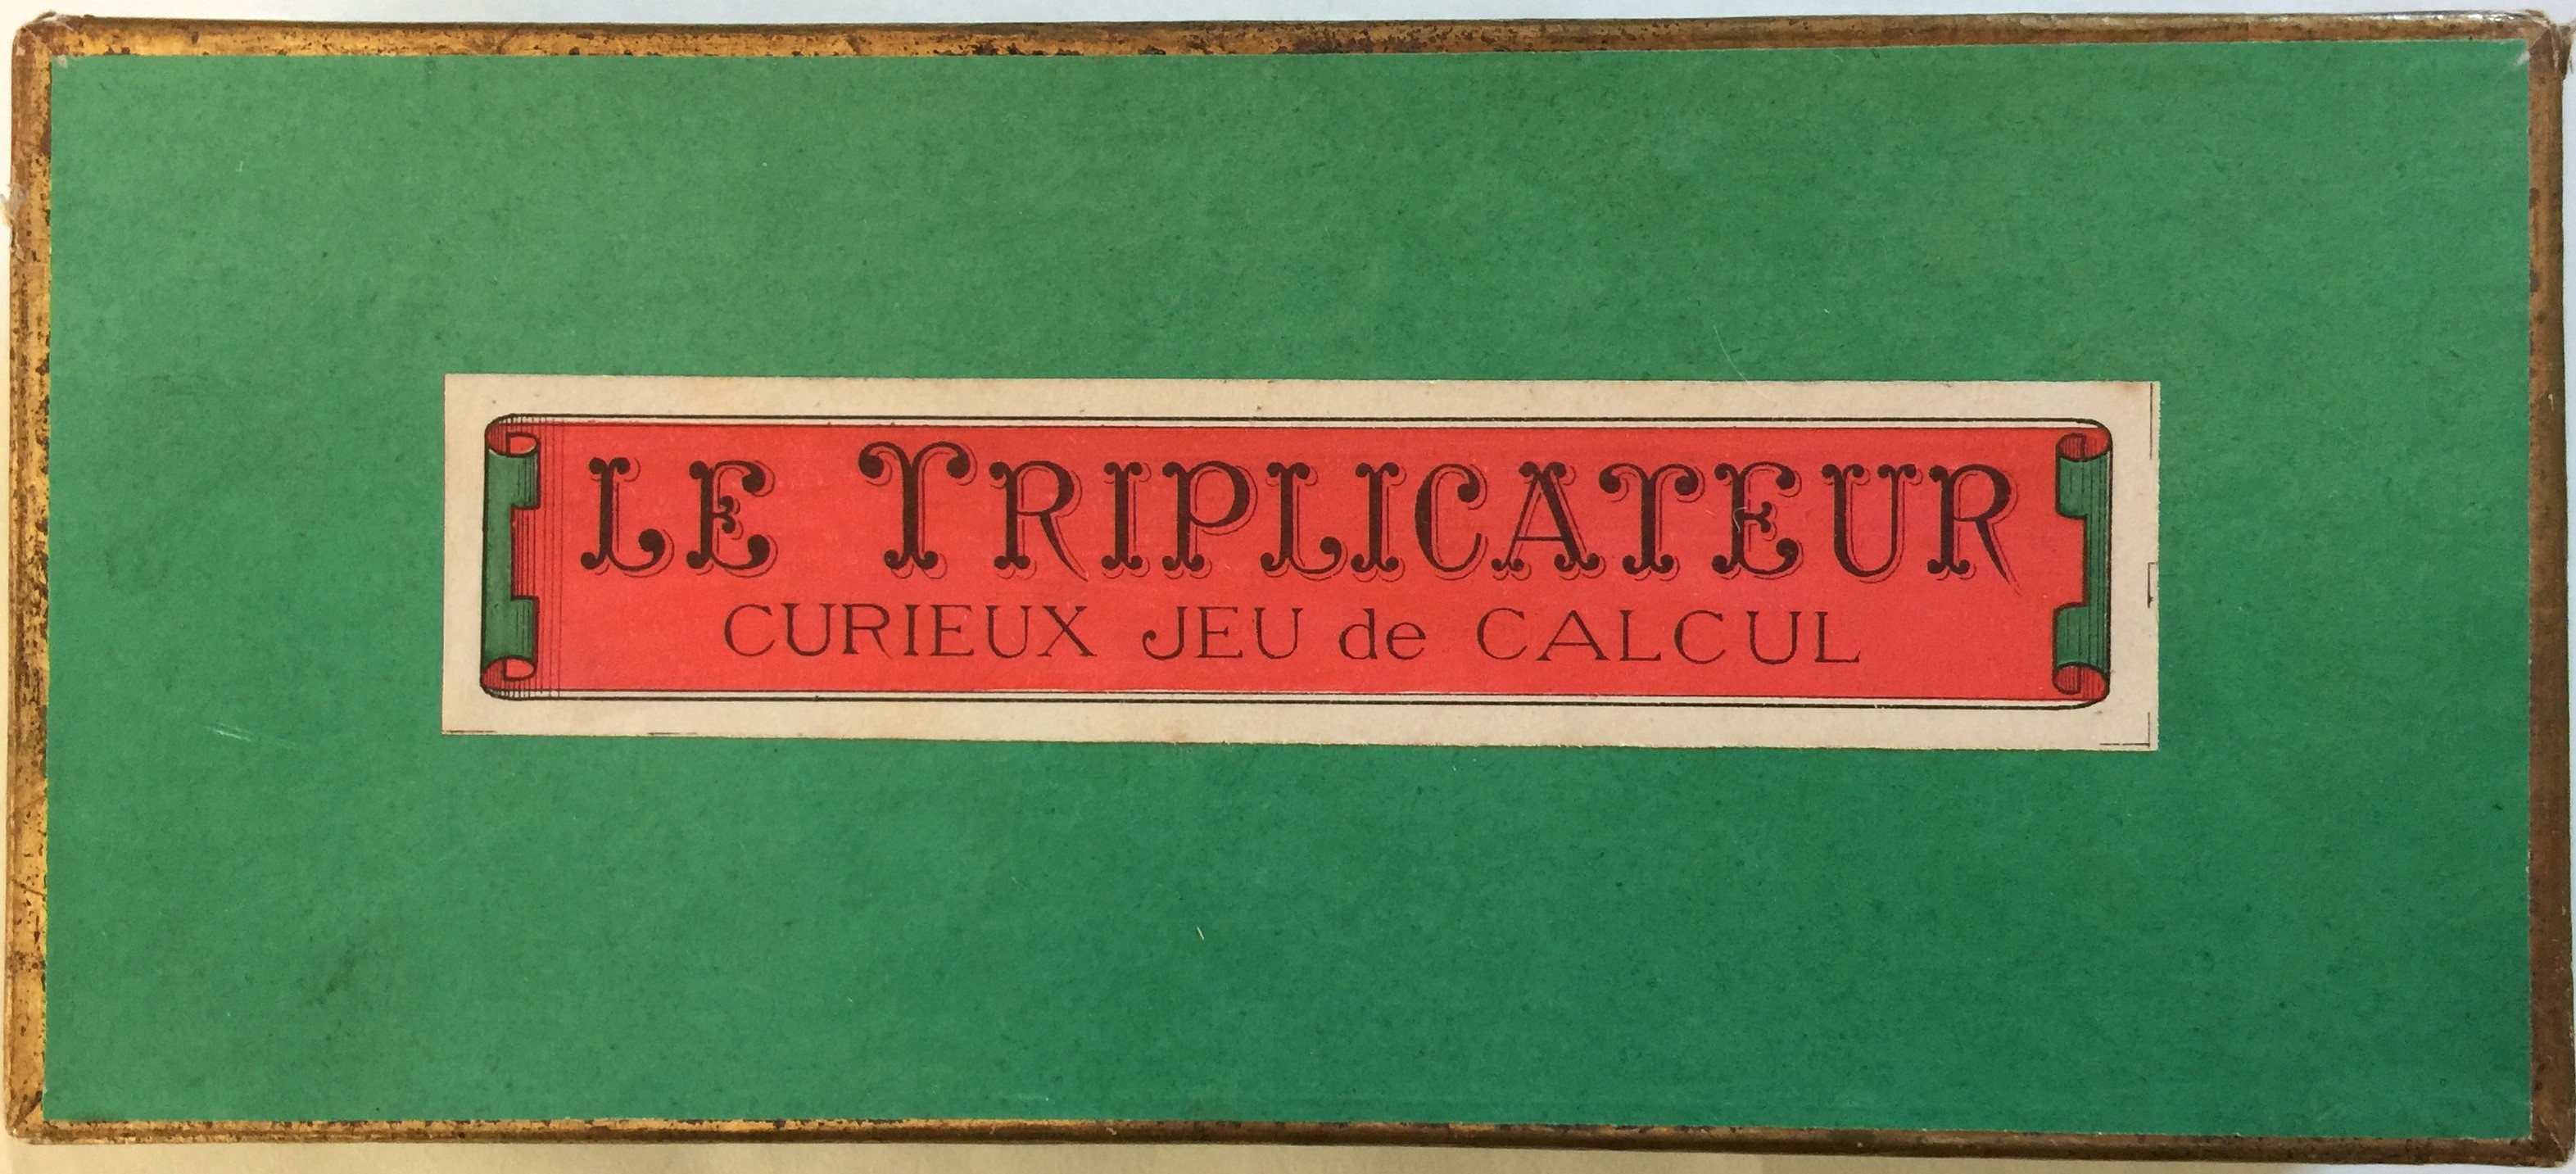 LE TRIPLICATEUR
CURIEUX JEU de CALCUL